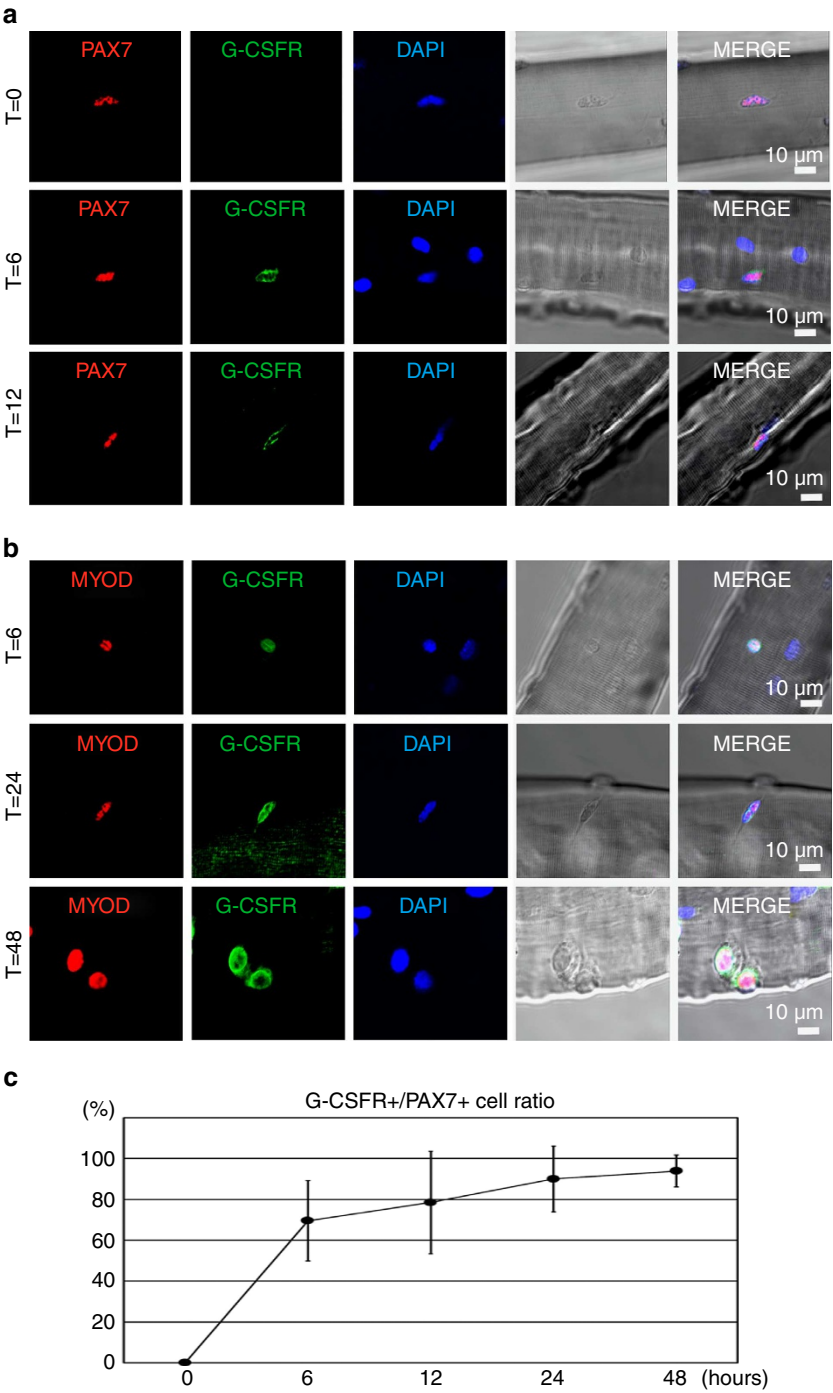 a
T=0
PAX7 G-CSFR DAPI MERGE
10 µm
T=6
PAX7 G-CSFR DAPI MERGE
10 µm
T=12
PAX7 G-CSFR DAPI MERGE
10 µm
b
T=6
MYOD G-CSFR DAPI MERGE
10 µm
T=24
MYOD G-CSFR DAPI MERGE
10 µm
T=48
MYOD G-CSFR DAPI MERGE
10 µm
c
G-CSFR+/PAX7+ cell ratio
(%)
100
80
60
40
20
0
0 6 12 24 48 (hours)